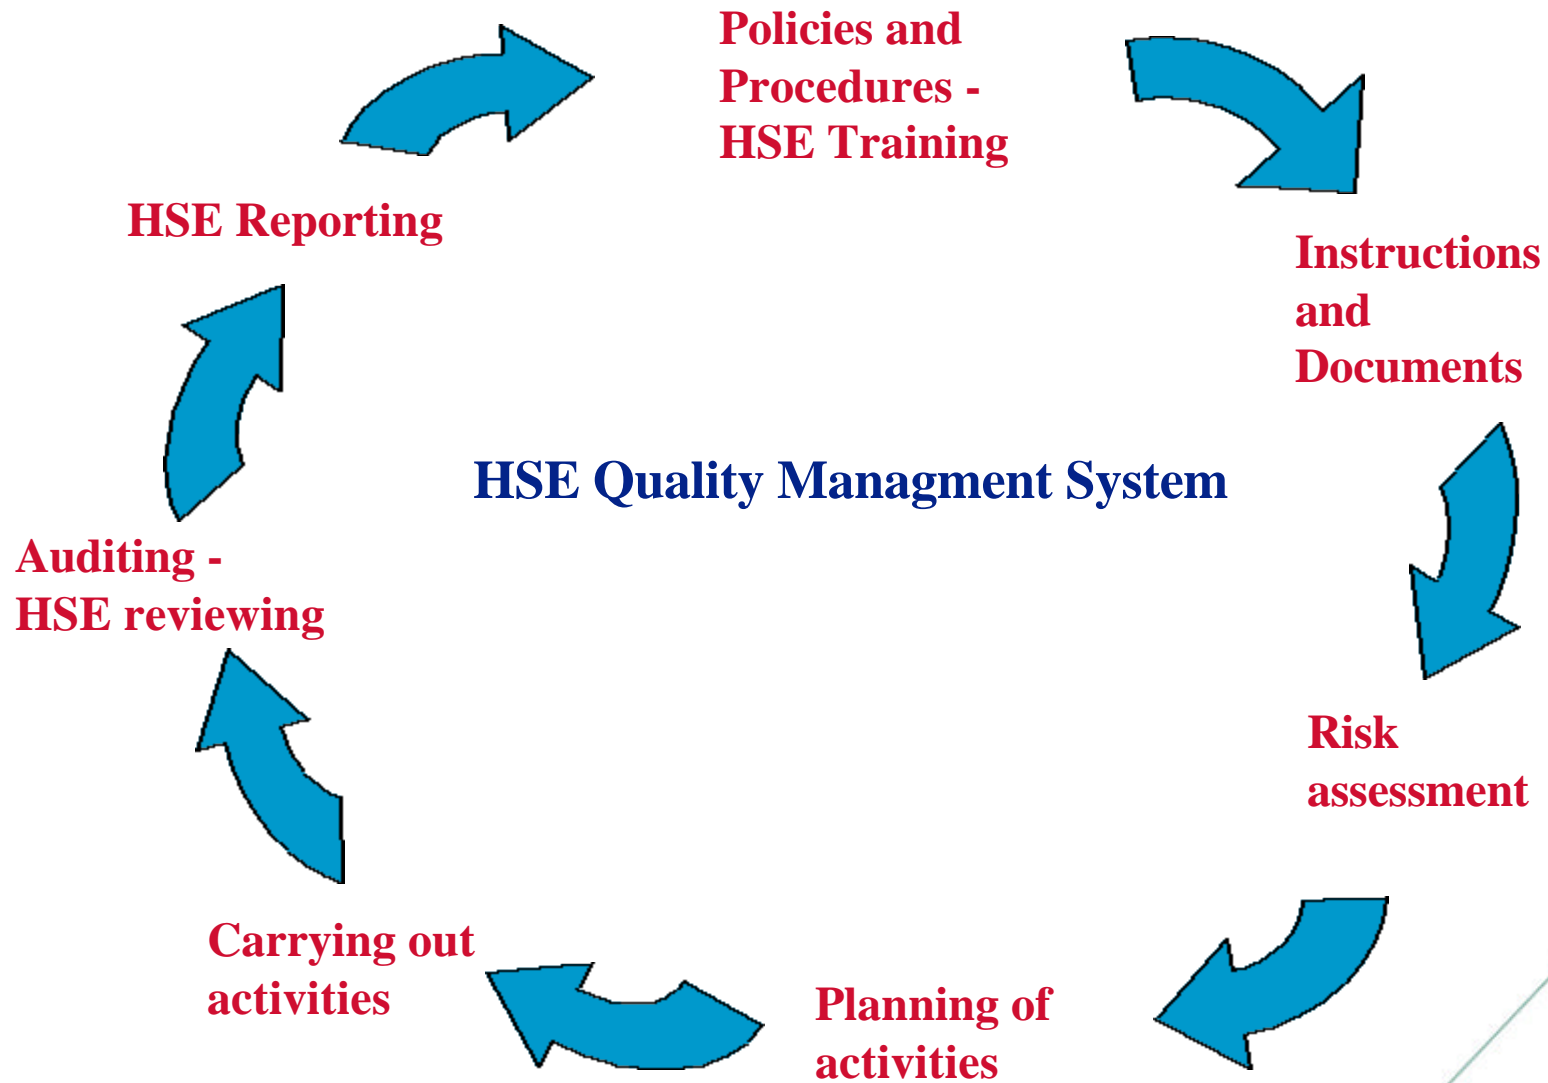 Policies and
Procedures -
HSE Training
Instructions
and
Documents
Risk
assessment
Planning of
activities
Carrying out
activities
Auditing -
HSE reviewing
HSE Reporting
HSE Quality Managment System